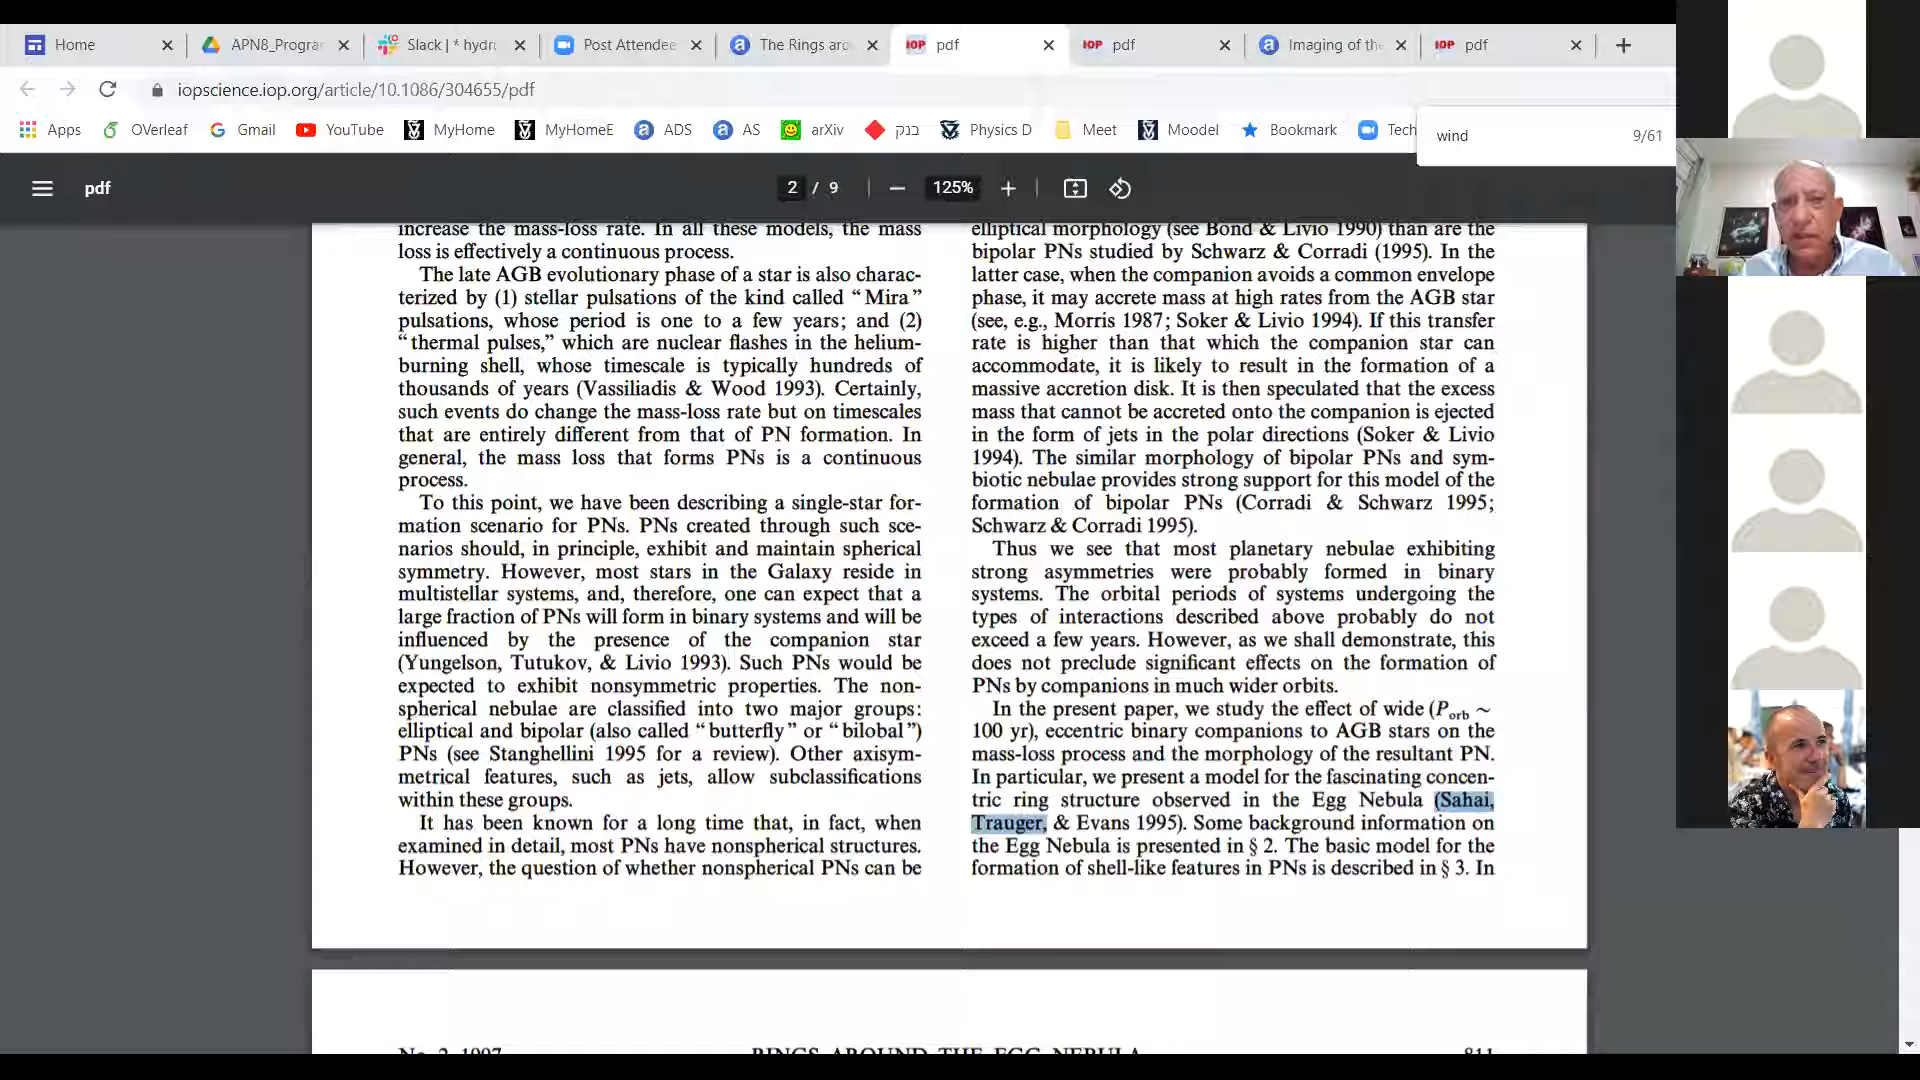 Home
APN8_Progra
Slack | * hydr
Post Attendee
The Rings aro
IOP pdf
IOP pdf
Imaging of the
IOP pdf
iopscience.iop.org/article/10.1086/304655/pdf
Apps OVerleaf Gmail YouTube MyHome MyHomeE ADS AS arXiv בנק Physics D Meet Moodel Bookmark Tech
wind 9/61
pdf 2 / 9 125%
increase the mass-loss rate. In all these models, the mass
loss is effectively a continuous process.
The late AGB evolutionary phase of a star is also charac-
terized by (1) stellar pulsations of the kind called “Mira”
pulsations, whose period is one to a few years; and (2)
“thermal pulses,” which are nuclear flashes in the helium-
burning shell, whose timescale is typically hundreds of
thousands of years (Vassiliadis & Wood 1993). Certainly,
such events do change the mass-loss rate but on timescales
that are entirely different from that of PN formation. In
general, the mass loss that forms PNs is a continuous
process.
To this point, we have been describing a single-star for-
mation scenario for PNs. PNs created through such sce-
narios should, in principle, exhibit and maintain spherical
symmetry. However, most stars in the Galaxy reside in
multistellar systems, and, therefore, one can expect that a
large fraction of PNs will form in binary systems and will be
influenced by the presence of the companion star
(Yungelson, Tutukov, & Livio 1993). Such PNs would be
expected to exhibit nonsymmetric properties. The non-
spherical nebulae are classified into two major groups:
elliptical and bipolar (also called “butterfly” or “bilobal”)
PNs (see Stanghellini 1995 for a review). Other axisym-
metrical features, such as jets, allow subclassifications
within these groups.
It has been known for a long time that, in fact, when
examined in detail, most PNs have nonspherical structures.
However, the question of whether nonspherical PNs can be
elliptical morphology (see Bond & Livio 1990) than are the
bipolar PNs studied by Schwarz & Corradi (1995). In the
latter case, when the companion avoids a common envelope
phase, it may accrete mass at high rates from the AGB star
(see, e.g., Morris 1987; Soker & Livio 1994). If this transfer
rate is higher than that which the companion star can
accommodate, it is likely to result in the formation of a
massive accretion disk. It is then speculated that the excess
mass that cannot be accreted onto the companion is ejected
in the form of jets in the polar directions (Soker & Livio
1994). The similar morphology of bipolar PNs and sym-
biotic nebulae provides strong support for this model of the
formation of bipolar PNs (Corradi & Schwarz 1995;
Schwarz & Corradi 1995).
Thus we see that most planetary nebulae exhibiting
strong asymmetries were probably formed in binary
systems. The orbital periods of systems undergoing the
types of interactions described above probably do not
exceed a few years. However, as we shall demonstrate, this
does not preclude significant effects on the formation of
PNs by companions in much wider orbits.
In the present paper, we study the effect of wide (Porb ~
100 yr), eccentric binary companions to AGB stars on the
mass-loss process and the morphology of the resultant PN.
In particular, we present a model for the fascinating concen-
tric ring structure observed in the Egg Nebula (Sahai,
Trauger, & Evans 1995). Some background information on
the Egg Nebula is presented in § 2. The basic model for the
formation of shell-like features in PNs is described in § 3. In
No. 2, 1997 RINGS AROUND THE EGG NEBULA 811